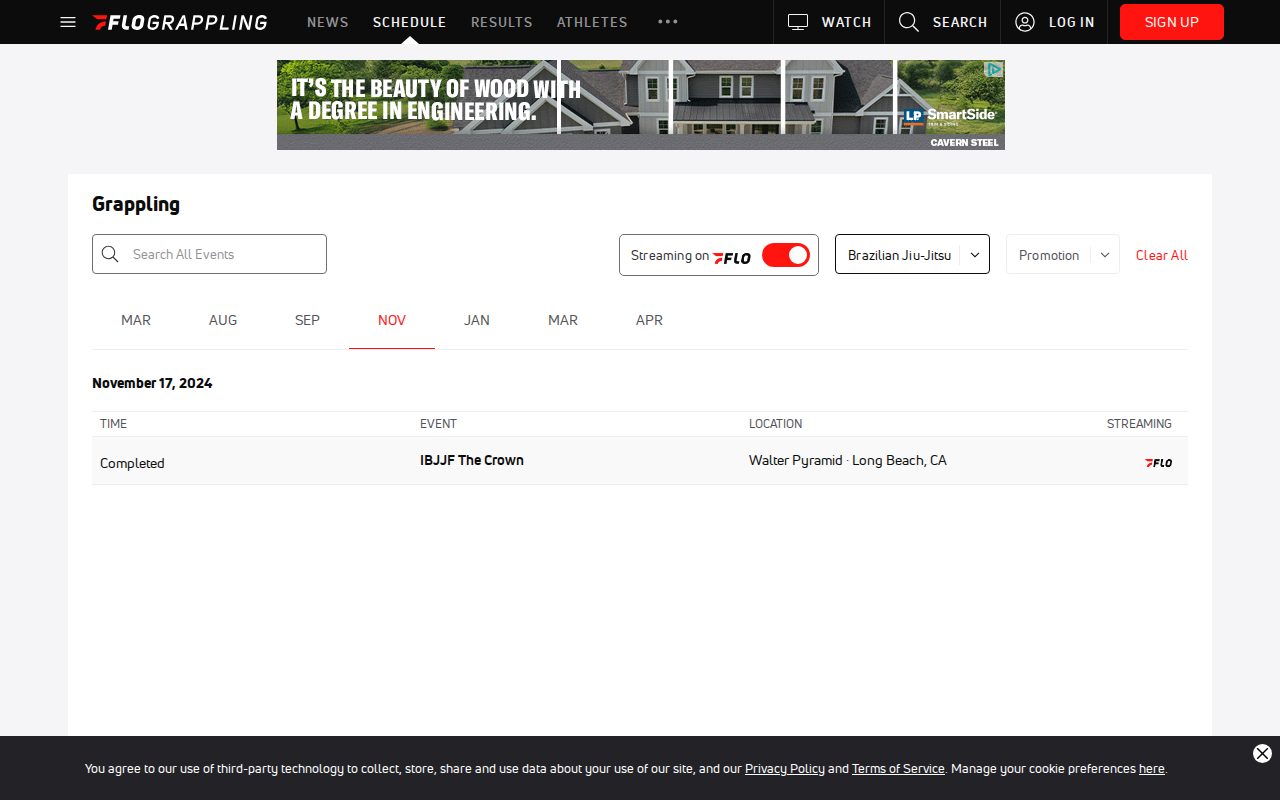 FLOGRAPPLING NEWS SCHEDULE RESULTS ATHLETES ••• WATCH SEARCH LOG IN SIGN UP
IT'S THE BEAUTY OF WOOD WITH
A DEGREE IN ENGINEERING.
LP SmartSide
CAVERN STEEL
Grappling
Search All Events Streaming on FLO Brazilian Jiu-Jitsu Promotion Clear All
MAR AUG SEP NOV JAN MAR APR
November 17, 2024
TIME EVENT LOCATION STREAMING
Completed IBJJF The Crown Walter Pyramid · Long Beach, CA FLO
You agree to our use of third-party technology to collect, store, share and use data about your use of our site, and our Privacy Policy and Terms of Service. Manage your cookie preferences here.